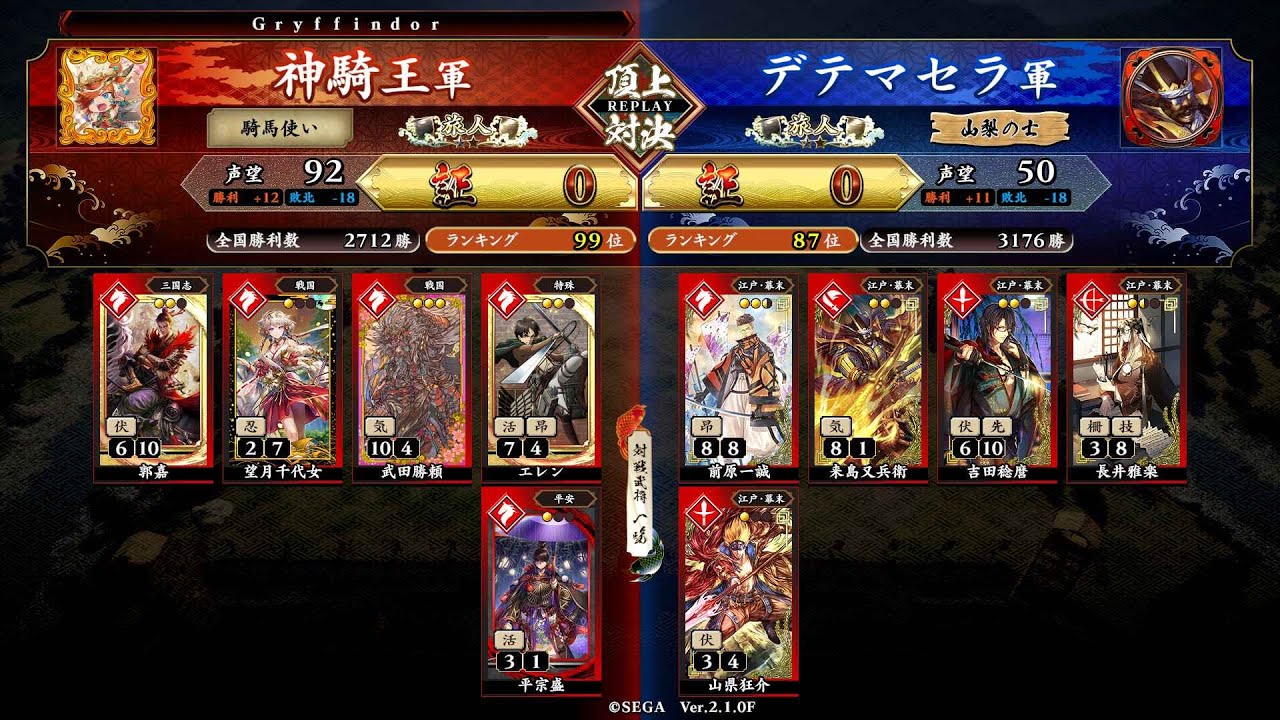 Gryffindor
神騎王軍
頂上
REPLAY
対決
デテマセラ軍
騎馬使い
旅人
旅人
山梨の士
声望 92
勝利 +12 敗北 -18
証 0
証 0
声望 50
勝利 +11 敗北 -18
全国勝利数 2712勝
ランキング 99位
ランキング 87位
全国勝利数 3176勝
三国志
伏
6 10
郭嘉
戦国
忍
2 7
望月千代女
戦国
気
10 4
武田勝頼
特殊
活 昂
7 4
エレン
江戸・幕末
昂
8 8
前原一誠
江戸・幕末
気
8 1
来島又兵衛
江戸・幕末
伏 先
6 10
吉田稔麿
江戸・幕末
柵 技
3 8
長井雅楽
対戦武将一覧
平安
活
3 1
平宗盛
江戸・幕末
伏
3 4
山県狂介
©SEGA Ver.2.1.0F